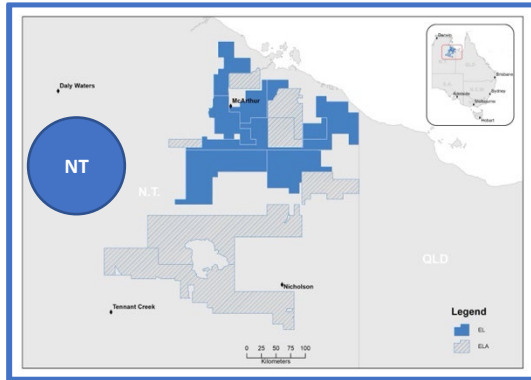 Darwin
N.T.
Brisbane
Sydney
Adelaide
Melbourne
Hobart
Daly Waters
McArthur
NT
N.T.
QLD
Nicholson
Tennant Creek
Legend
EL
ELA
0 25 50 75 100
Kilometers